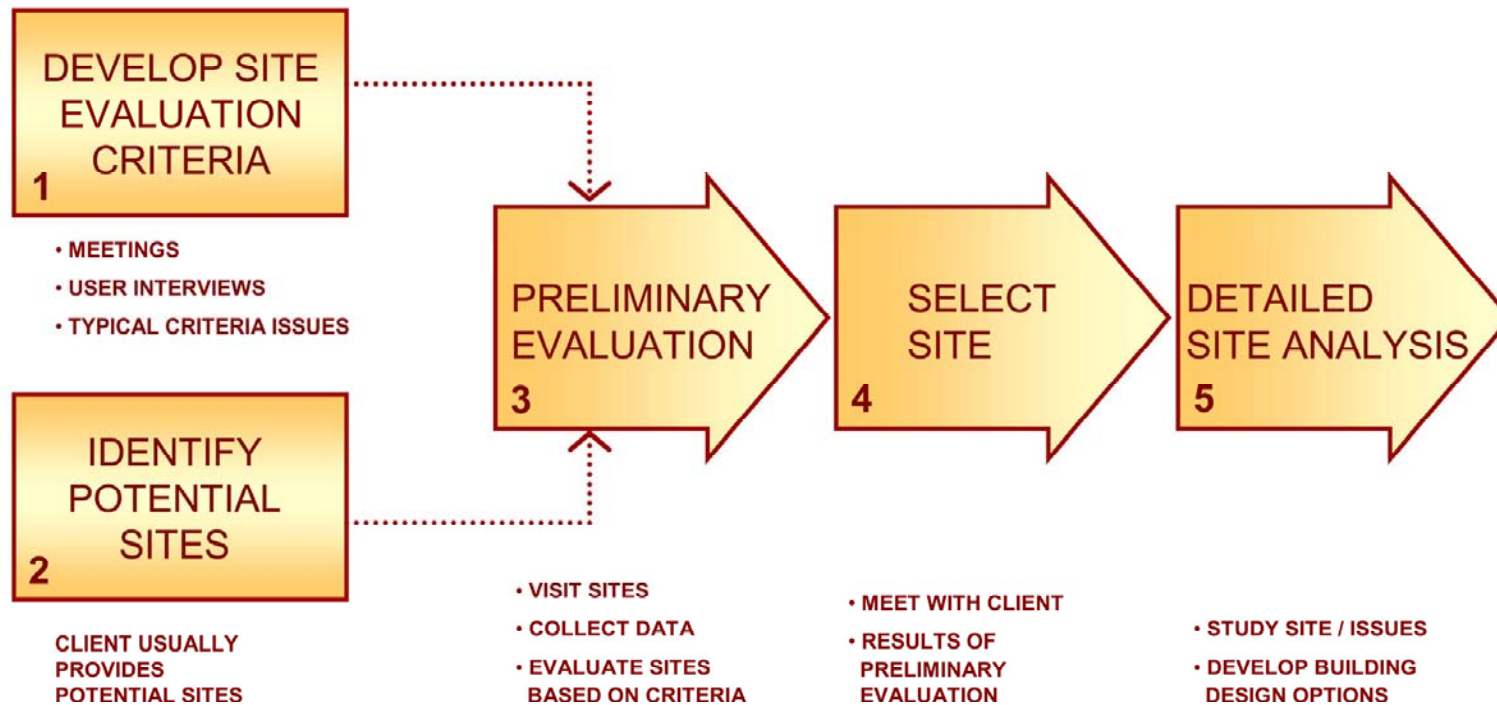 DEVELOP SITE
EVALUATION
CRITERIA
1
• MEETINGS
• USER INTERVIEWS
• TYPICAL CRITERIA ISSUES
IDENTIFY
POTENTIAL
SITES
2
CLIENT USUALLY
PROVIDES
POTENTIAL SITES
PRELIMINARY
EVALUATION
3
• VISIT SITES
• COLLECT DATA
• EVALUATE SITES
BASED ON CRITERIA
SELECT
SITE
4
• MEET WITH CLIENT
• RESULTS OF
PRELIMINARY
EVALUATION
DETAILED
SITE ANALYSIS
5
• STUDY SITE / ISSUES
• DEVELOP BUILDING
DESIGN OPTIONS